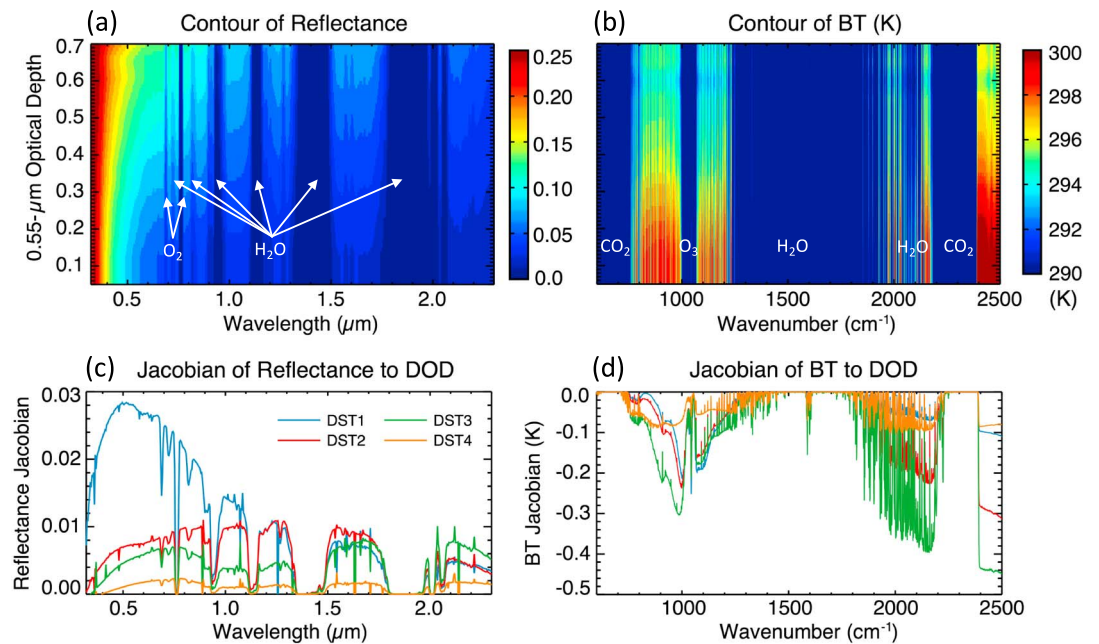 (a) Contour of Reflectance
0.55-μm Optical Depth
0.7
0.6
0.5
0.4
0.3
0.2
0.1
O2
H2O
0.5 1.0 1.5 2.0
Wavelength (μm)
0.25
0.20
0.15
0.10
0.05
0.0
(b) Contour of BT (K)
CO2 O3 H2O H2O CO2
1000 1500 2000 2500
Wavenumber (cm-1)
300
298
296
294
292
290
(K)
(c) Jacobian of Reflectance to DOD
Reflectance Jacobian
0.03
0.02
0.01
0.00
DST1 DST3
DST2 DST4
0.5 1.0 1.5 2.0
Wavelength (μm)
(d) Jacobian of BT to DOD
BT Jacobian (K)
0.0
-0.1
-0.2
-0.3
-0.4
-0.5
1000 1500 2000 2500
Wavenumber (cm-1)